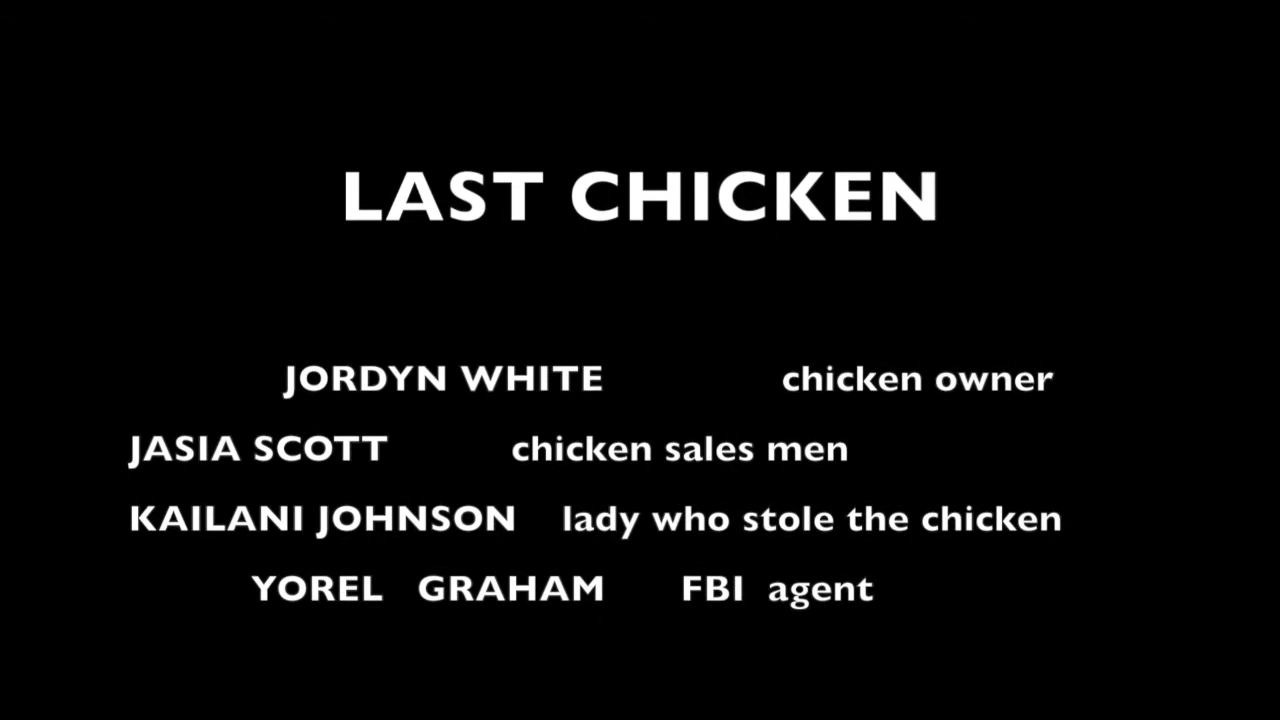 LAST CHICKEN
JORDYN WHITE chicken owner
JASIA SCOTT chicken sales men
KAILANI JOHNSON lady who stole the chicken
YOREL GRAHAM FBI agent